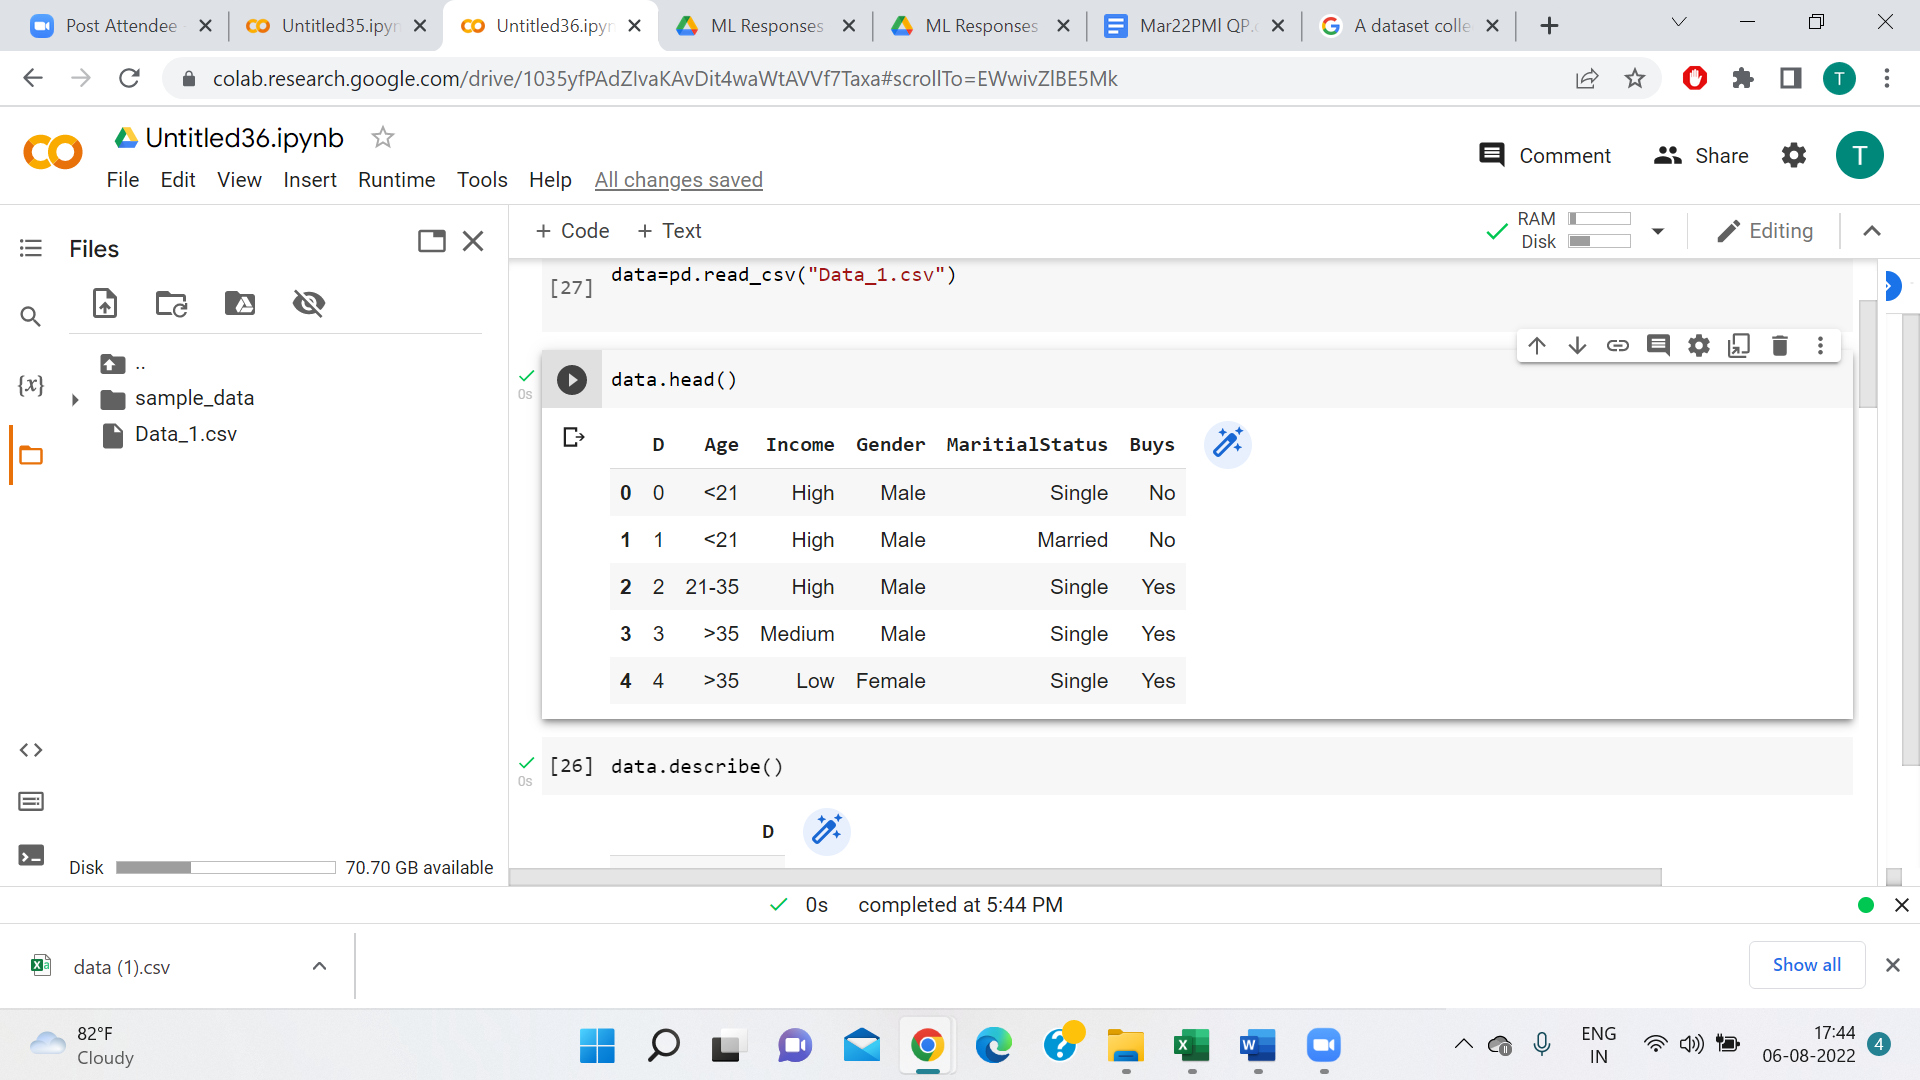 Post Attendee
Untitled35.ipyn
Untitled36.ipyn
ML Responses
ML Responses
Mar22PMl QP.
A dataset colle
colab.research.google.com/drive/1035yfPAdZIvaKAvDit4waWtAVVf7Taxa#scrollTo=EWwivZlBE5Mk
T
Untitled36.ipynb
Comment
Share
T
File Edit View Insert Runtime Tools Help All changes saved
Files
+ Code + Text
RAM
Disk
Editing
[27] data=pd.read_csv("Data_1.csv")
{x}
..
sample_data
Data_1.csv
0s
data.head()
D Age Income Gender MaritialStatus Buys
0 0 <21 High Male Single No
1 1 <21 High Male Married No
2 2 21-35 High Male Single Yes
3 3 >35 Medium Male Single Yes
4 4 >35 Low Female Single Yes
0s
[26] data.describe()
D
Disk 70.70 GB available
0s completed at 5:44 PM
data (1).csv
Show all
82°F
Cloudy
ENG
IN
17:44
06-08-2022
4